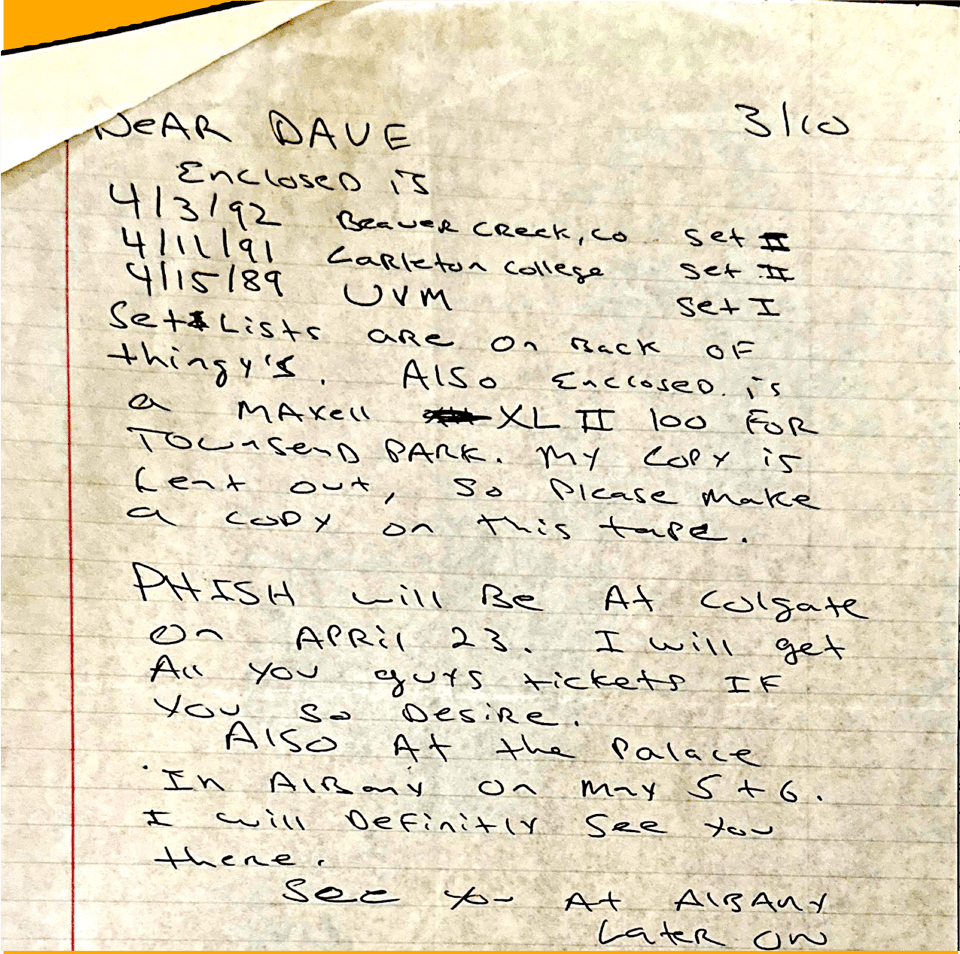 DEAR DAVE 3/10
Enclosed is
4/3/92 Beaver Creek, CO Set II
4/11/91 Carleton College Set II
4/15/89 UVM Set I
Set Lists are on Back of
thingy's. Also Enclosed is
a MAXell XL II 100 FOR
Townsend PARK. My copy is
Lent out, so Please make
a copy on this tape.
PHISH will Be At Colgate
On APRil 23. I will get
All you guys tickets IF
you so Desire.
Also At the Palace
In Albany on May 5 + 6.
I will Definitly See you
there.
See you At ALBAny
Later on